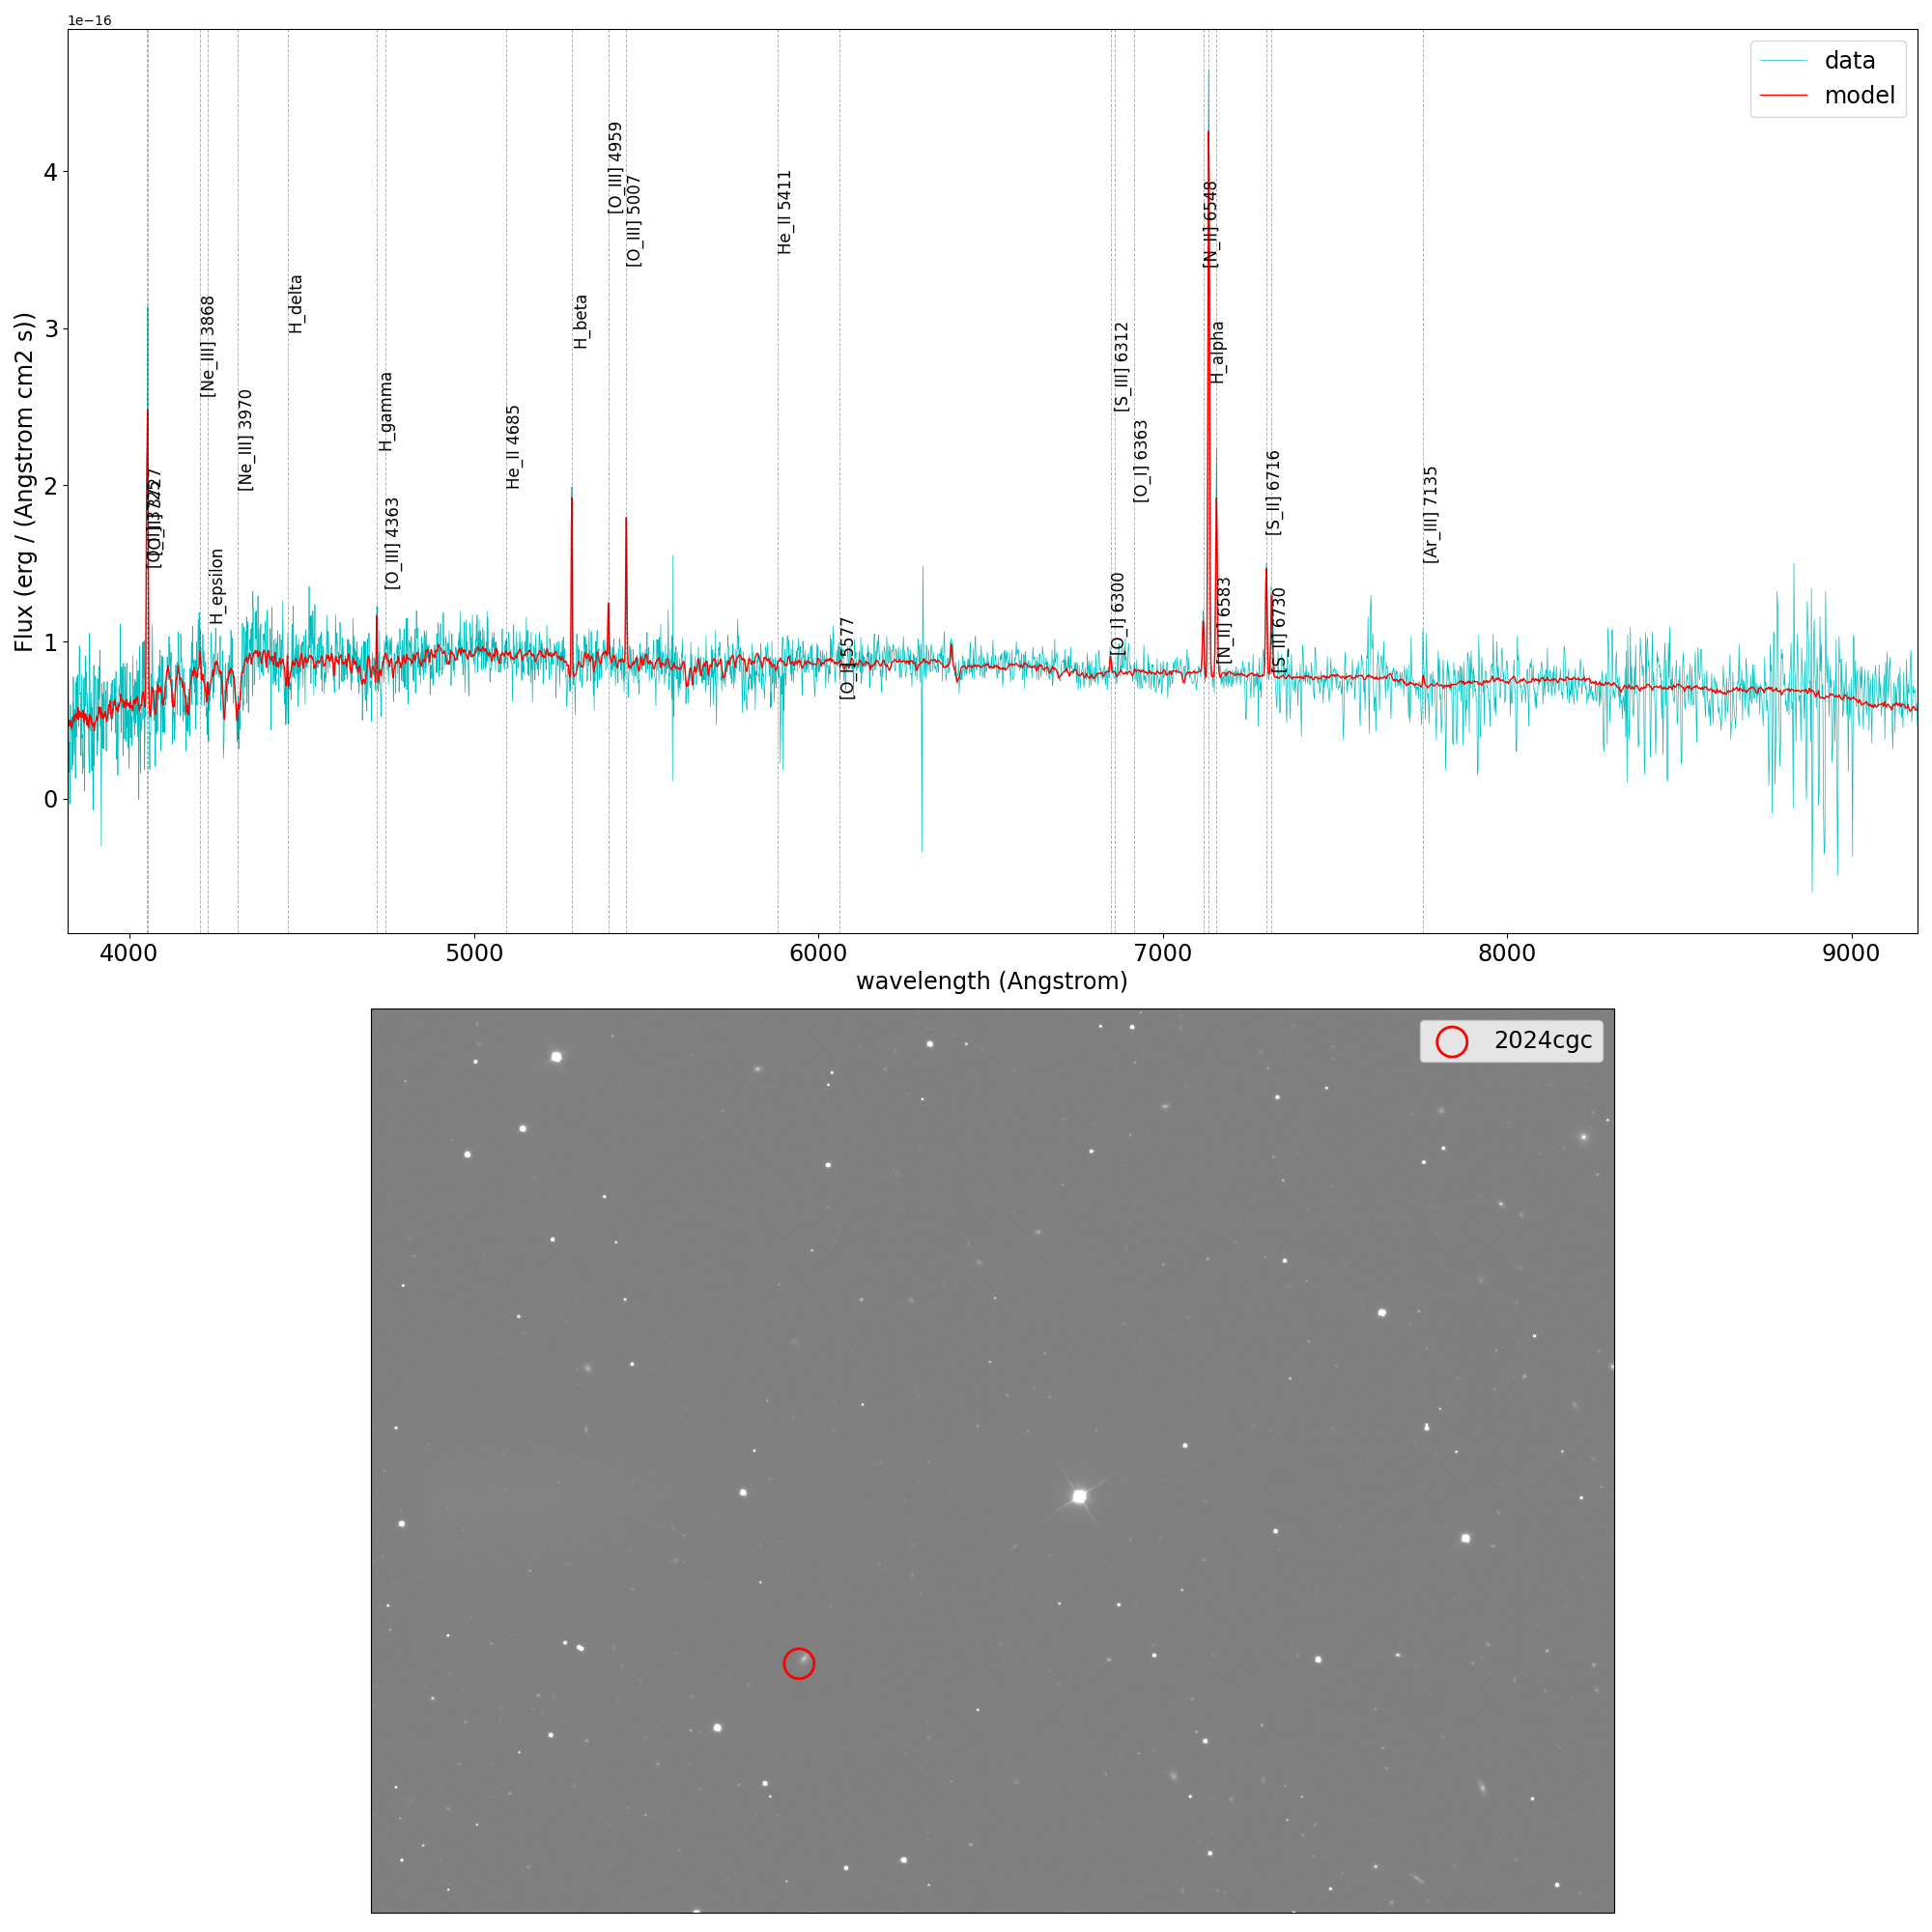 1e−16
Flux (erg / (Angstrom cm2 s))
4
3
2
1
0
data
model
[Ne_III] 3868
H_epsilon
[Ne_III] 3970
H_delta
H_gamma
[O_III] 4363
He_II 4685
H_beta
[O_III] 4959
[O_III] 5007
He_II 5411
[O_I] 5577
[O_I] 6300
[S_III] 6312
[O_I] 6363
[N_II] 6548
H_alpha
[N_II] 6583
[S_II] 6716
[S_II] 6730
[Ar_III] 7135
4000 5000 6000 7000 8000 9000
wavelength (Angstrom)
2024cgc